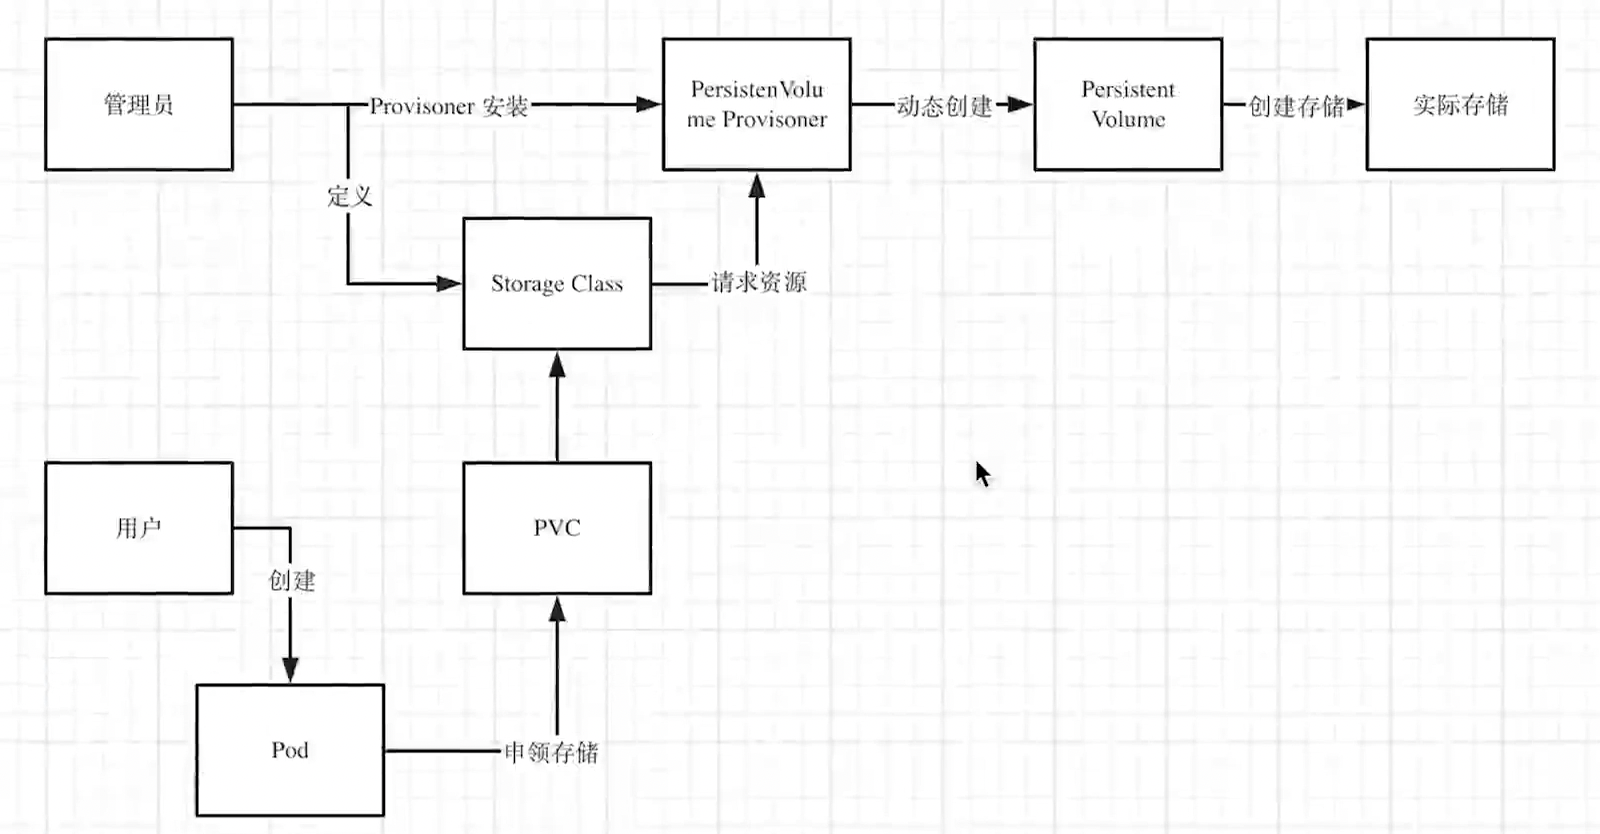 管理员
Provisoner 安装
PersistenVolu
me Provisoner
动态创建
Persistent
Volume
创建存储
实际存储
定义
Storage Class
请求资源
用户
PVC
创建
Pod
申领存储